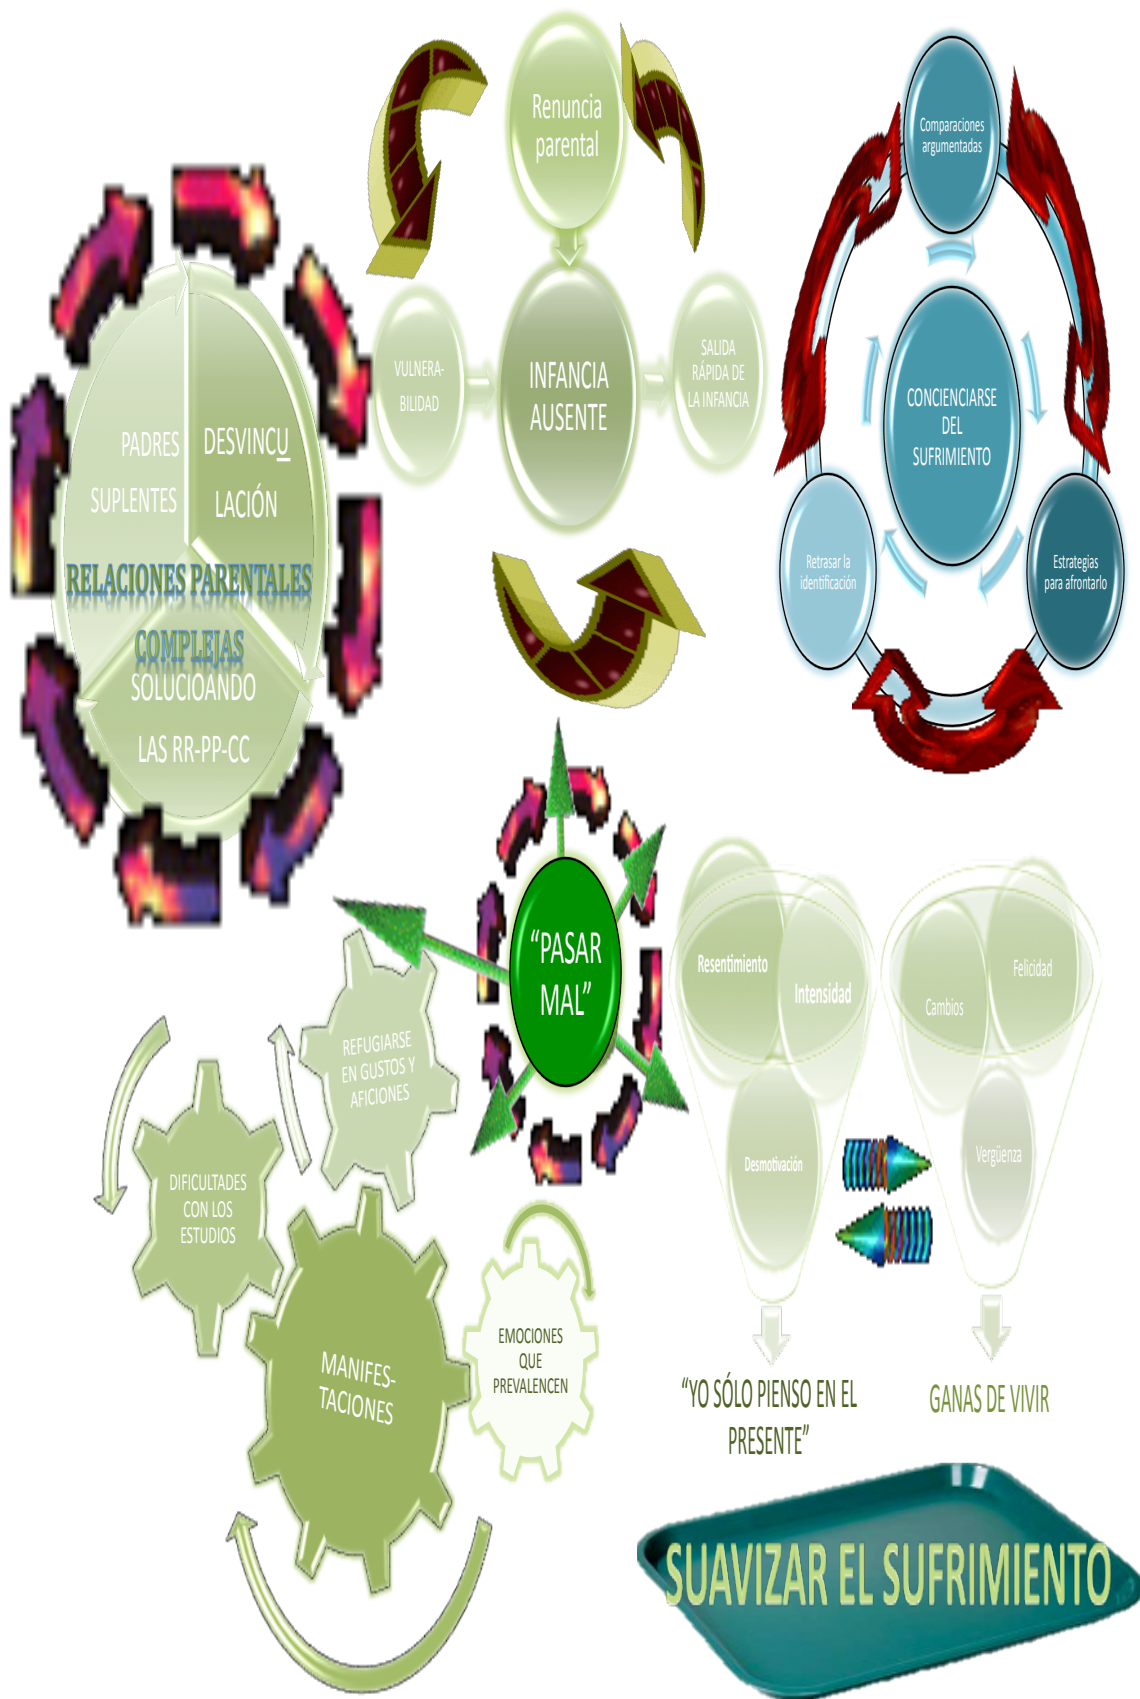 Renuncia
parental
VULNERA-
BILIDAD
INFANCIA
AUSENTE
SALIDA
RÁPIDA DE
LA INFANCIA
Comparaciones
argumentadas
CONCIENCIARSE
DEL
SUFRIMIENTO
Retrasar la
identificación
Estrategias
para afrontarlo
PADRES
SUPLENTES
DESVINCU
LACIÓN
RELACIONES PARENTALES
COMPLEJAS
SOLUCIOANDO
LAS RR-PP-CC
“PASAR
MAL”
REFUGIARSE
EN GUSTOS Y
AFICIONES
DIFICULTADES
CON LOS
ESTUDIOS
MANIFES-
TACIONES
EMOCIONES
QUE
PREVALENCEN
Resentimiento
Intensidad
Desmotivación
Cambios
Felicidad
Vergüenza
“YO SÓLO PIENSO EN EL
PRESENTE”
GANAS DE VIVIR
SUAVIZAR EL SUFRIMIENTO